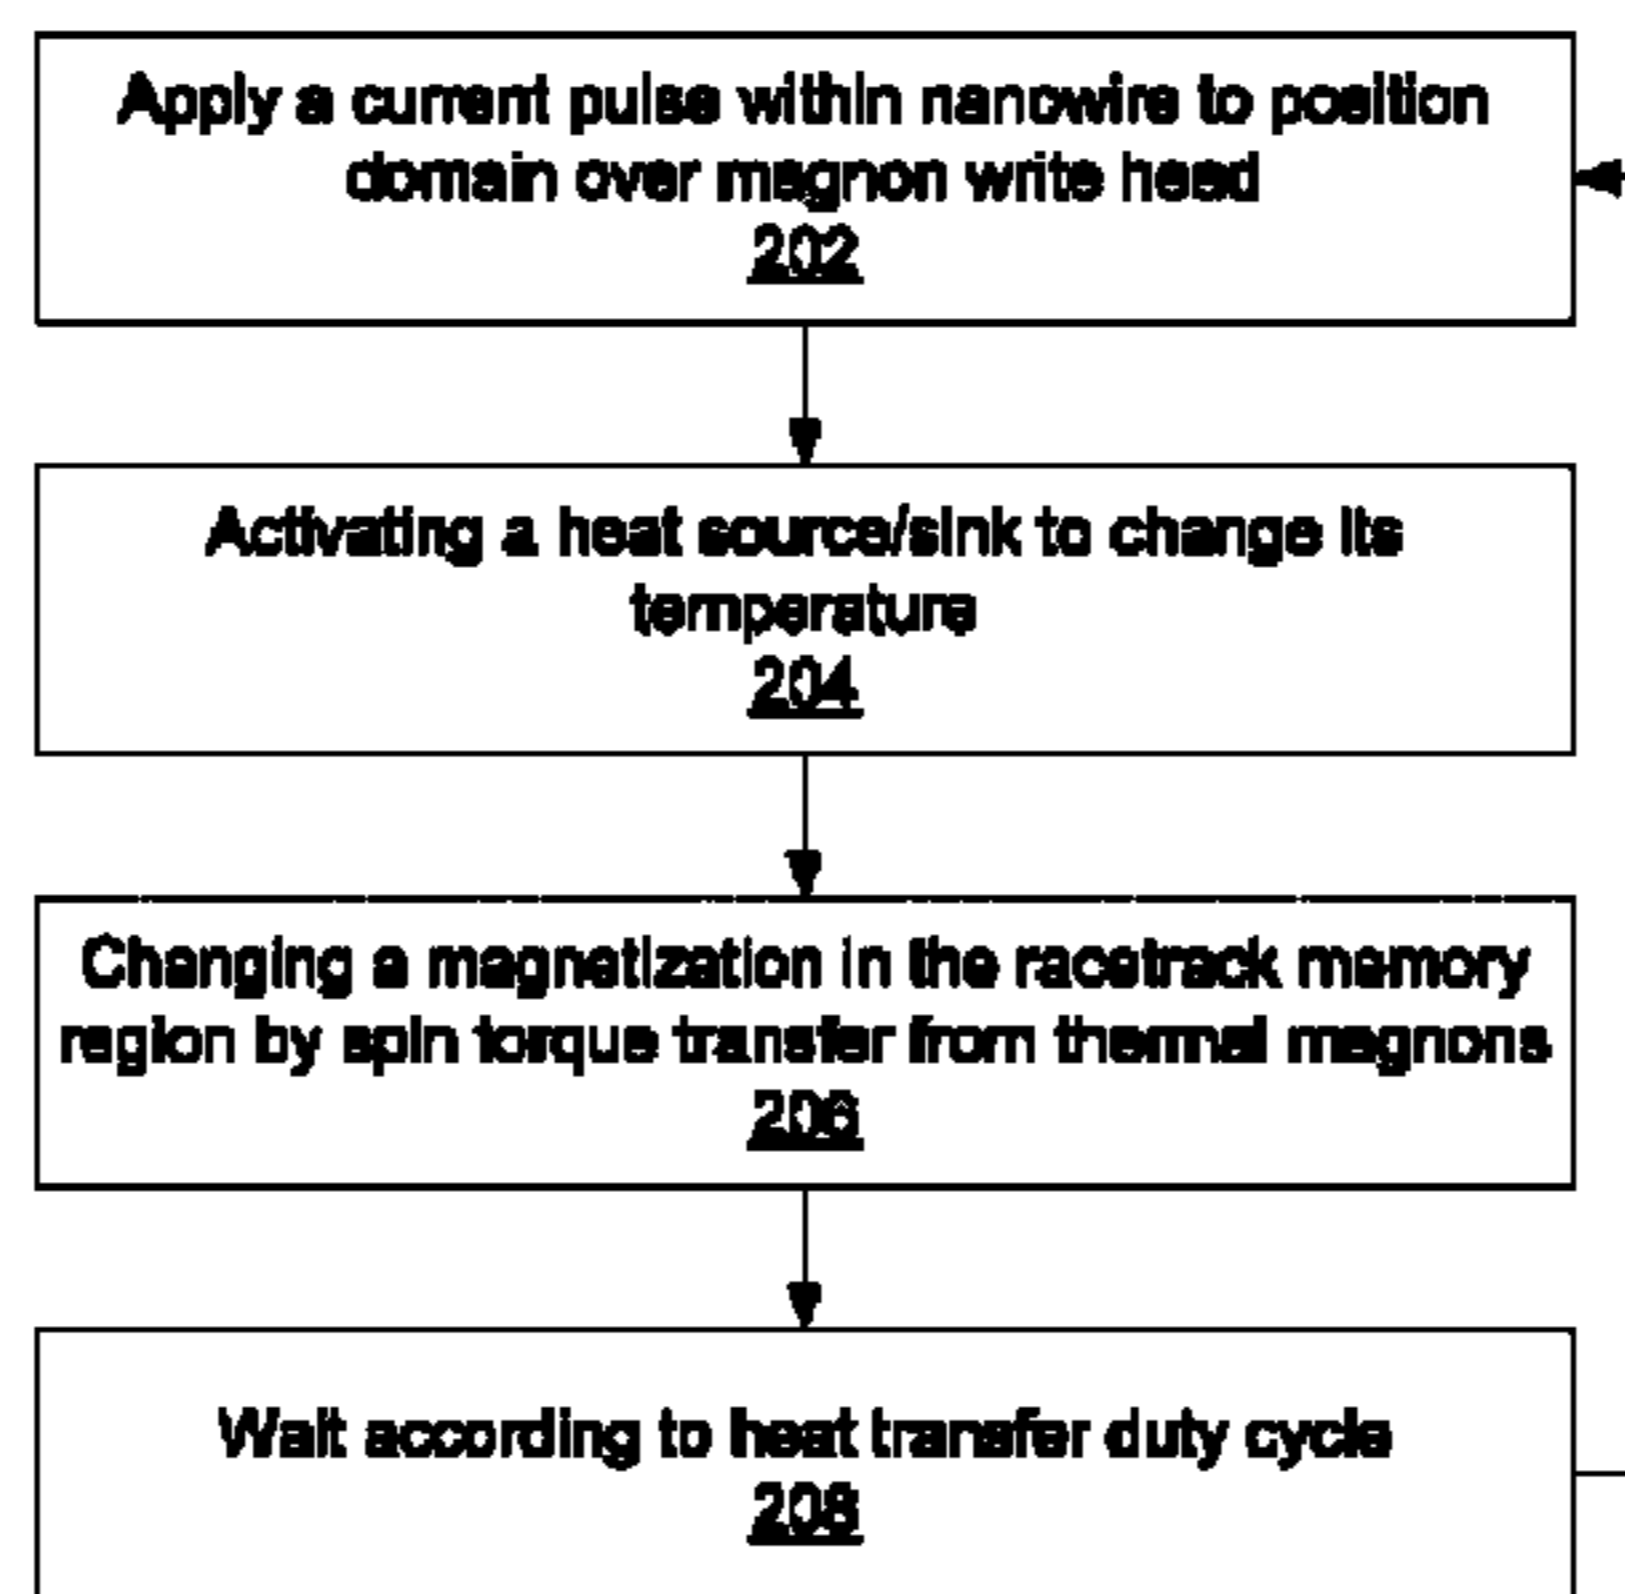 Apply a current pulse within nanowire to position
domain over magnon write head
202
Activating a heat source/sink to change its
temperature
204
Changing a magnetization in the racetrack memory
region by spin torque transfer from thermal magnons
206
Wait according to heat transfer duty cycle
208